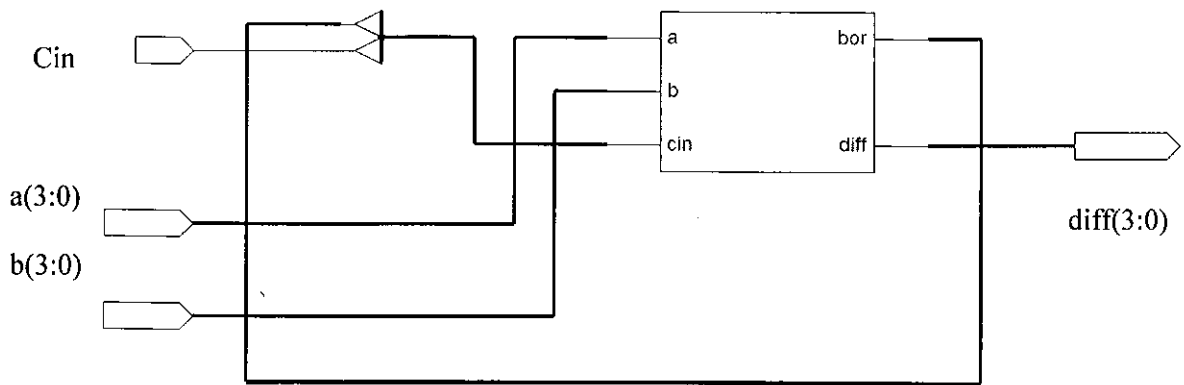 Cin
a
bor
b
cin
diff
a(3:0)
diff(3:0)
b(3:0)